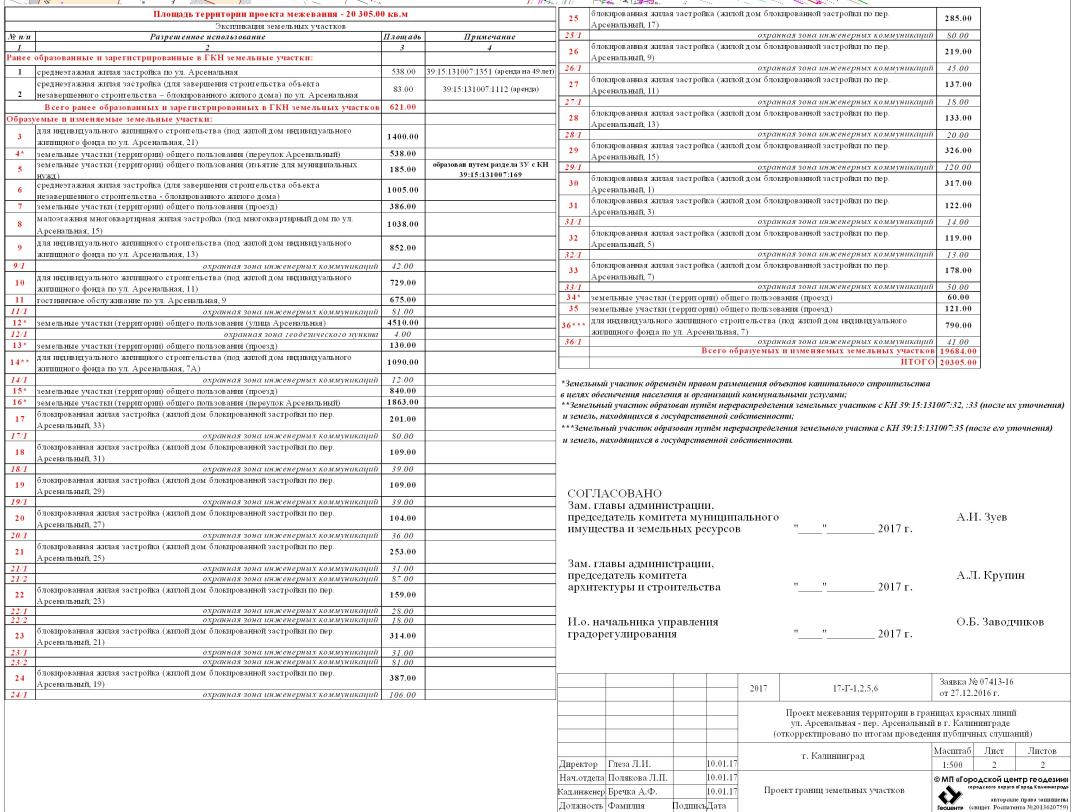 Площадь территории проекта межевания - 20 305.00 кв.м
Экспликация земельных участков
№ п/п Разрешенное использование Площадь Примечание
1 2 3 4
Ранее образованные и зарегистрированные в ГКН земельные участки:
1 среднеэтажная жилая застройка по ул. Арсенальная 538.00 39:15:131007:1351 (аренда на 49 лет)
2 среднеэтажная жилая застройка (для завершения строительства объекта
незавершенного строительства – блокированного жилого дома) по ул. Арсенальная 83.00 39:15:131007:1112 (аренда)
Всего ранее образованных и зарегистрированных в ГКН земельных участков 621.00
Образуемые и изменяемые земельные участки:
3 для индивидуального жилищного строительства (под жилой дом индивидуального
жилищного фонда по ул. Арсенальная, 21) 1400.00
4* земельные участки (территории) общего пользования (переулок Арсенальный) 538.00
5 земельные участки (территории) общего пользования (изъятие для муниципальных
нужд) 185.00 образован путем раздела ЗУ с КН
39:15:131007:169
6 среднеэтажная жилая застройка (для завершения строительства объекта
незавершенного строительства - блокированного жилого дома) 1005.00
7 земельные участки (территории) общего пользования (проезд) 386.00
8 малоэтажная многоквартирная жилая застройка (под многоквартирный дом по ул.
Арсенальная, 15) 1038.00
9 для индивидуального жилищного строительства (под жилой дом индивидуального
жилищного фонда по ул. Арсенальная, 13) 852.00
9/1 охранная зона инженерных коммуникаций 42.00
10 для индивидуального жилищного строительства (под жилой дом индивидуального
жилищного фонда по ул. Арсенальная, 11) 729.00
11 гостиничное обслуживание по ул. Арсенальная, 9 675.00
11/1 охранная зона инженерных коммуникаций 81.00
12* земельные участки (территории) общего пользования (улица Арсенальная) 4510.00
12/1 охранная зона геодезического пункта 4.00
13* земельные участки (территории) общего пользования (проезд) 130.00
14** для индивидуального жилищного строительства (под жилой дом индивидуального
жилищного фонда по ул. Арсенальная, 7А) 1090.00
14/1 охранная зона инженерных коммуникаций 12.00
15* земельные участки (территории) общего пользования (проезд) 840.00
16* земельные участки (территории) общего пользования (переулок Арсенальный) 1863.00
17 блокированная жилая застройка (жилой дом блокированной застройки по пер.
Арсенальный, 33) 201.00
17/1 охранная зона инженерных коммуникаций 80.00
18 блокированная жилая застройка (жилой дом блокированной застройки по пер.
Арсенальный, 31) 109.00
18/1 охранная зона инженерных коммуникаций 39.00
19 блокированная жилая застройка (жилой дом блокированной застройки по пер.
Арсенальный, 29) 109.00
19/1 охранная зона инженерных коммуникаций 39.00
20 блокированная жилая застройка (жилой дом блокированной застройки по пер.
Арсенальный, 27) 104.00
20/1 охранная зона инженерных коммуникаций 36.00
21 блокированная жилая застройка (жилой дом блокированной застройки по пер.
Арсенальный, 25) 253.00
21/1 охранная зона инженерных коммуникаций 31.00
21/2 охранная зона инженерных коммуникаций 87.00
22 блокированная жилая застройка (жилой дом блокированной застройки по пер.
Арсенальный, 23) 159.00
22/1 охранная зона инженерных коммуникаций 28.00
22/2 охранная зона инженерных коммуникаций 18.00
23 блокированная жилая застройка (жилой дом блокированной застройки по пер.
Арсенальный, 21) 314.00
23/1 охранная зона инженерных коммуникаций 31.00
23/2 охранная зона инженерных коммуникаций 81.00
24 блокированная жилая застройка (жилой дом блокированной застройки по пер.
Арсенальный, 19) 387.00
24/1 охранная зона инженерных коммуникаций 106.00
25 блокированная жилая застройка (жилой дом блокированной застройки по пер.
Арсенальный, 17) 285.00
25/1 охранная зона инженерных коммуникаций 80.00
26 блокированная жилая застройка (жилой дом блокированной застройки по пер.
Арсенальный, 9) 219.00
26/1 охранная зона инженерных коммуникаций 45.00
27 блокированная жилая застройка (жилой дом блокированной застройки по пер.
Арсенальный, 11) 137.00
27/1 охранная зона инженерных коммуникаций 18.00
28 блокированная жилая застройка (жилой дом блокированной застройки по пер.
Арсенальный, 13) 133.00
28/1 охранная зона инженерных коммуникаций 20.00
29 блокированная жилая застройка (жилой дом блокированной застройки по пер.
Арсенальный, 15) 326.00
29/1 охранная зона инженерных коммуникаций 120.00
30 блокированная жилая застройка (жилой дом блокированной застройки по пер.
Арсенальный, 1) 317.00
31 блокированная жилая застройка (жилой дом блокированной застройки по пер.
Арсенальный, 3) 122.00
31/1 охранная зона инженерных коммуникаций 14.00
32 блокированная жилая застройка (жилой дом блокированной застройки по пер.
Арсенальный, 5) 119.00
32/1 охранная зона инженерных коммуникаций 13.00
33 блокированная жилая застройка (жилой дом блокированной застройки по пер.
Арсенальный, 7) 178.00
33/1 охранная зона инженерных коммуникаций 50.00
34* земельные участки (территории) общего пользования (проезд) 60.00
35 земельные участки (территории) общего пользования (проезд) 121.00
36*** для индивидуального жилищного строительства (под жилой дом индивидуального
жилищного фонда по ул. Арсенальная, 7) 790.00
36/1 охранная зона инженерных коммуникаций 41.00
Всего образуемых и изменяемых земельных участков 19684.00
ИТОГО 20305.00
*Земельный участок обременён правом размещения объектов капитального строительства
в целях обеспечения населения и организаций коммунальными услугами;
**Земельный участок образован путём перераспределения земельных участков с КН 39:15:131007:32, :33 (после их уточнения)
и земель, находящихся в государственной собственности;
***Земельный участок образован путём перераспределения земельного участка с КН 39:15:131007:35 (после его уточнения)
и земель, находящихся в государственной собственности.
СОГЛАСОВАНО
Зам. главы администрации,
председатель комитета муниципального
имущества и земельных ресурсов "____"________ 2017 г. А.И. Зуев
Зам. главы администрации,
председатель комитета
архитектуры и строительства "____"________ 2017 г. А.Л. Крупин
И.о. начальника управления
градорегулирования "____"________ 2017 г. О.Б. Заводчиков
2017 17-Г-1,2,5,6 Заявка № 07413-16
от 27.12.2016 г.
Проект межевания территории в границах красных линий
ул. Арсенальная - пер. Арсенальный в г. Калининграде
(откорректировано по итогам проведения публичных слушаний)
г. Калининград Масштаб Лист Листов
1:500 2 2
Директор Глеза Л.И. 10.01.17
Нач.отдела Полякова Л.П. 10.01.17
Кад.инженер Бречка А.Ф. 10.01.17
Должность Фамилия Подпись Дата
Проект границ земельных участков
© МП «Городской центр геодезии»
городского округа «Город Калининград»
Геоцентр
авторские права защищены
(свидет. Роспатента №2013620759)